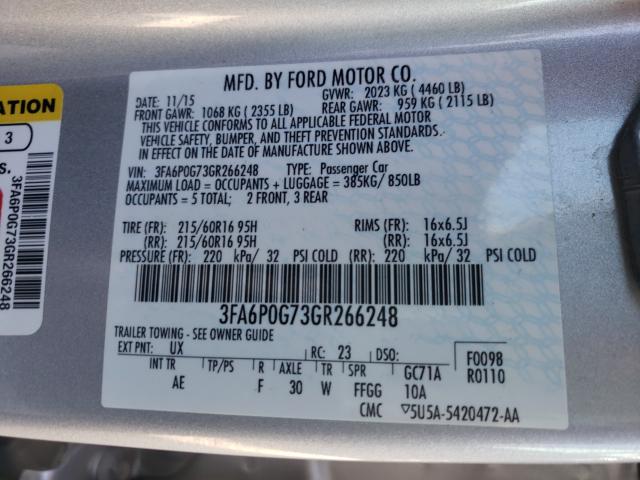 MFD. BY FORD MOTOR CO.
DATE: 11/15 GVWR: 2023 KG ( 4460 LB)
FRONT GAWR: 1068 KG ( 2355 LB) REAR GAWR: 959 KG ( 2115 LB)
THIS VEHICLE CONFORMS TO ALL APPLICABLE FEDERAL MOTOR
VEHICLE SAFETY, BUMPER, AND THEFT PREVENTION STANDARDS
IN EFFECT ON THE DATE OF MANUFACTURE SHOWN ABOVE.
VIN: 3FA6P0G73GR266248 TYPE: Passenger Car
MAXIMUM LOAD = OCCUPANTS + LUGGAGE = 385KG/ 850LB
OCCUPANTS = 5 TOTAL; 2 FRONT, 3 REAR
TIRE (FR): 215/60R16 95H RIMS (FR): 16x6.5J
(RR): 215/60R16 95H (RR): 16x6.5J
PRESSURE (FR): 220 kPa/ 32 PSI COLD (RR): 220 kPa/ 32 PSI COLD
3FA6P0G73GR266248
TRAILER TOWING - SEE OWNER GUIDE
EXT PNT: UX RC: 23 DSO: F0098
INT TR TP/PS R AXLE TR SPR GC71A R0110
AE F 30 W FFGG 10A
CMC ▽5U5A-5420472-AA
ATION
3
s.
3FA6P0G73GR266248